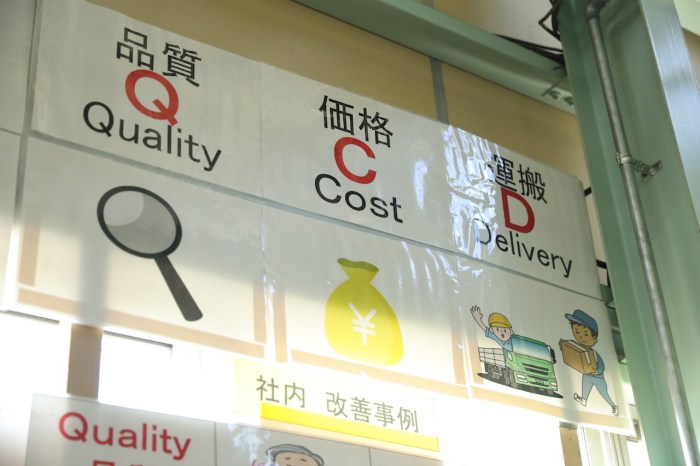 品質
Q
Quality
価格
C
Cost
運搬
D
Delivery
¥
社内 改善事例
Quality